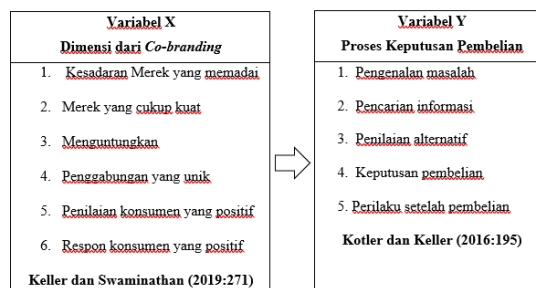 Variabel X
Dimensi dari Co-branding
1. Kesadaran Merek yang memadai
2. Merek yang cukup kuat
3. Menguntungkan
4. Penggabungan yang unik
5. Penilaian konsumen yang positif
6. Respon konsumen yang positif
Keller dan Swaminathan (2019:271)
Variabel Y
Proses Keputusan Pembelian
1. Pengenalan masalah
2. Pencarian informasi
3. Penilaian alternatif
4. Keputusan pembelian
5. Perilaku setelah pembelian
Kotler dan Keller (2016:195)